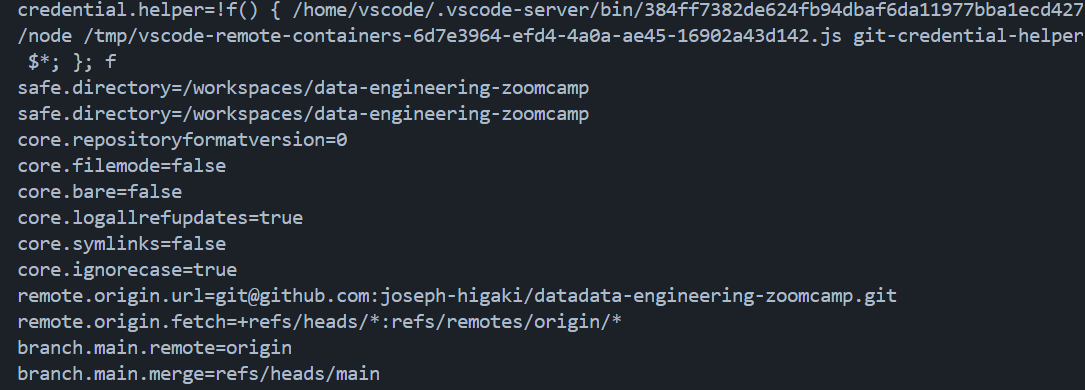 credential.helper=!f() { /home/vscode/.vscode-server/bin/384ff7382de624fb94dbaf6da11977bba1ecd427
/node /tmp/vscode-remote-containers-6d7e3964-efd4-4a0a-ae45-16902a43d142.js git-credential-helper
$*; }; f
safe.directory=/workspaces/data-engineering-zoomcamp
safe.directory=/workspaces/data-engineering-zoomcamp
core.repositoryformatversion=0
core.filemode=false
core.bare=false
core.logallrefupdates=true
core.symlinks=false
core.ignorecase=true
remote.origin.url=git@github.com:joseph-higaki/datadata-engineering-zoomcamp.git
remote.origin.fetch=+refs/heads/*:refs/remotes/origin/*
branch.main.remote=origin
branch.main.merge=refs/heads/main